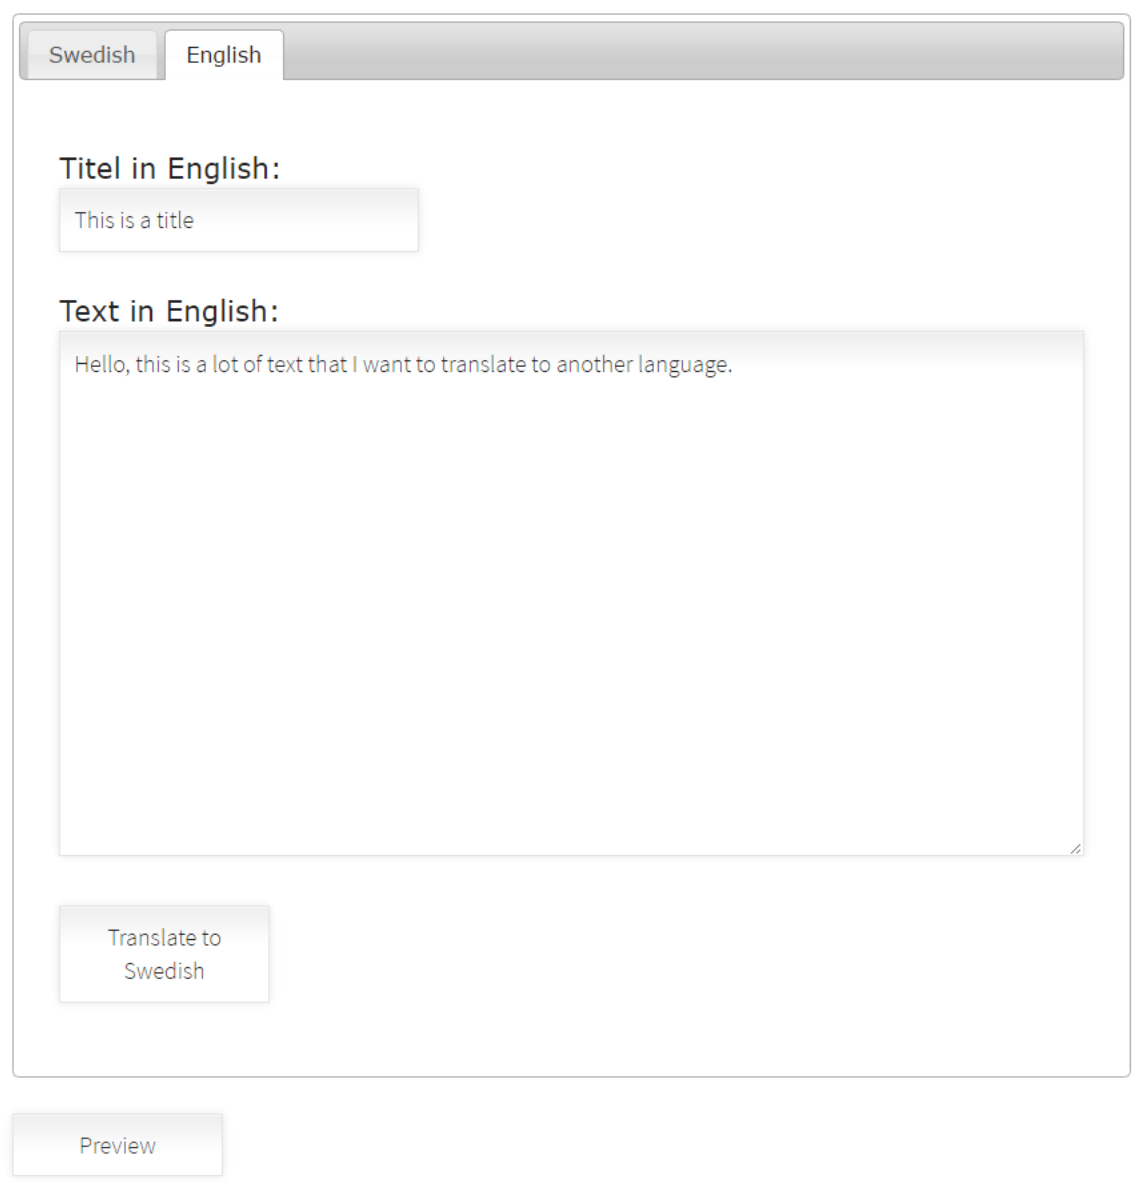 Swedish English
Titel in English:
This is a title
Text in English:
Hello, this is a lot of text that I want to translate to another language.
Translate to
Swedish
Preview